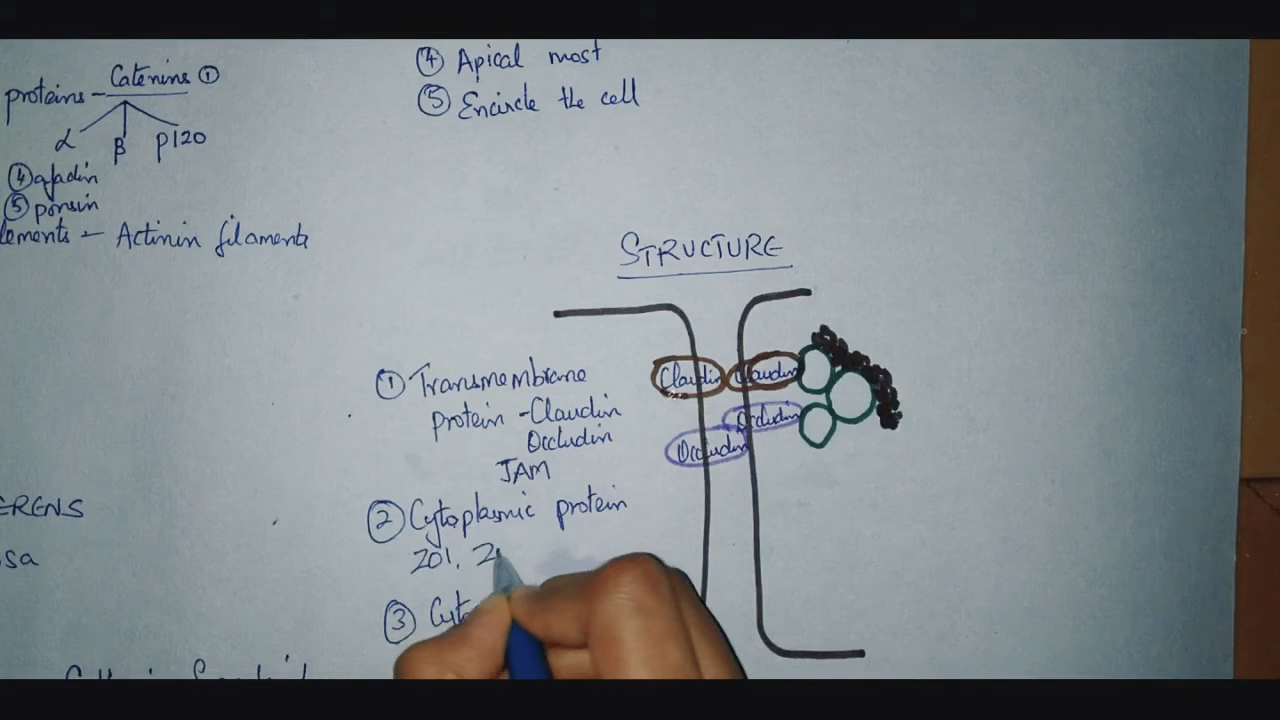 proteins - Catenins ①
α β P120
④ afadin
⑤ ponsin
lements - Actinin filaments
ERENS
sa
④ Apical most
⑤ Encircle the cell
STRUCTURE
① Transmembrane
protein - Claudin
Occludin
JAM
② Cytoplasmic protein
ZO1, Z
③ Cyto
Claudin Claudin
Occludin
Occludin